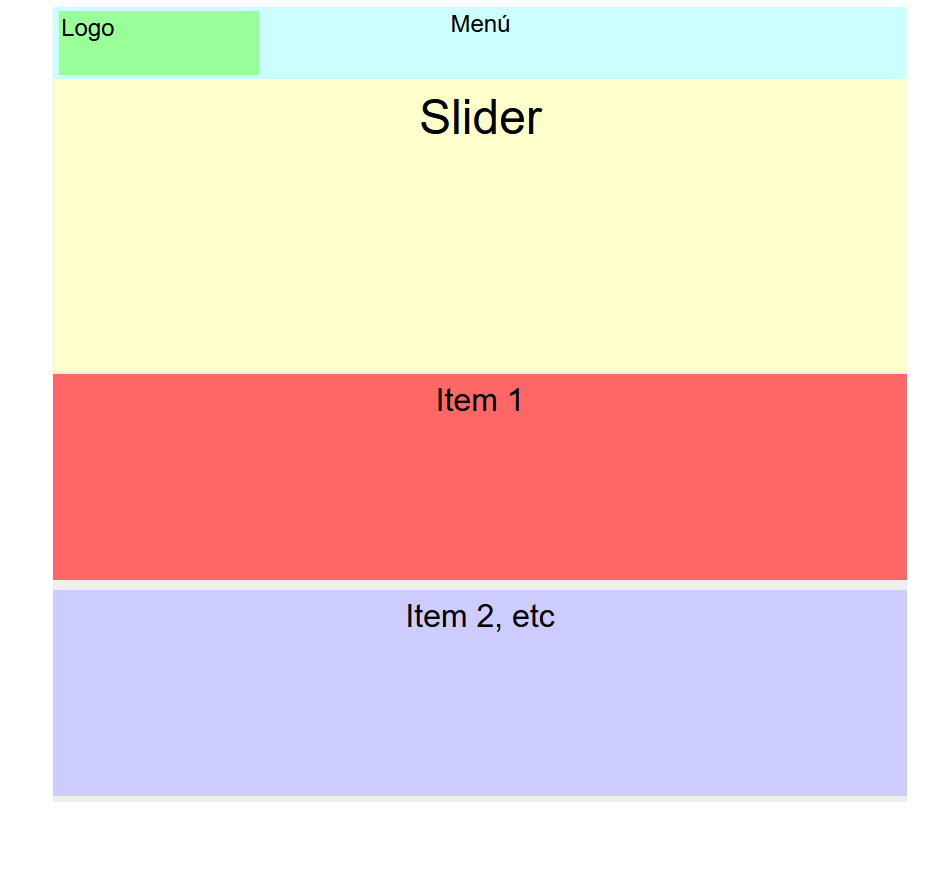 Logo
Menú
Slider
Item 1
Item 2, etc